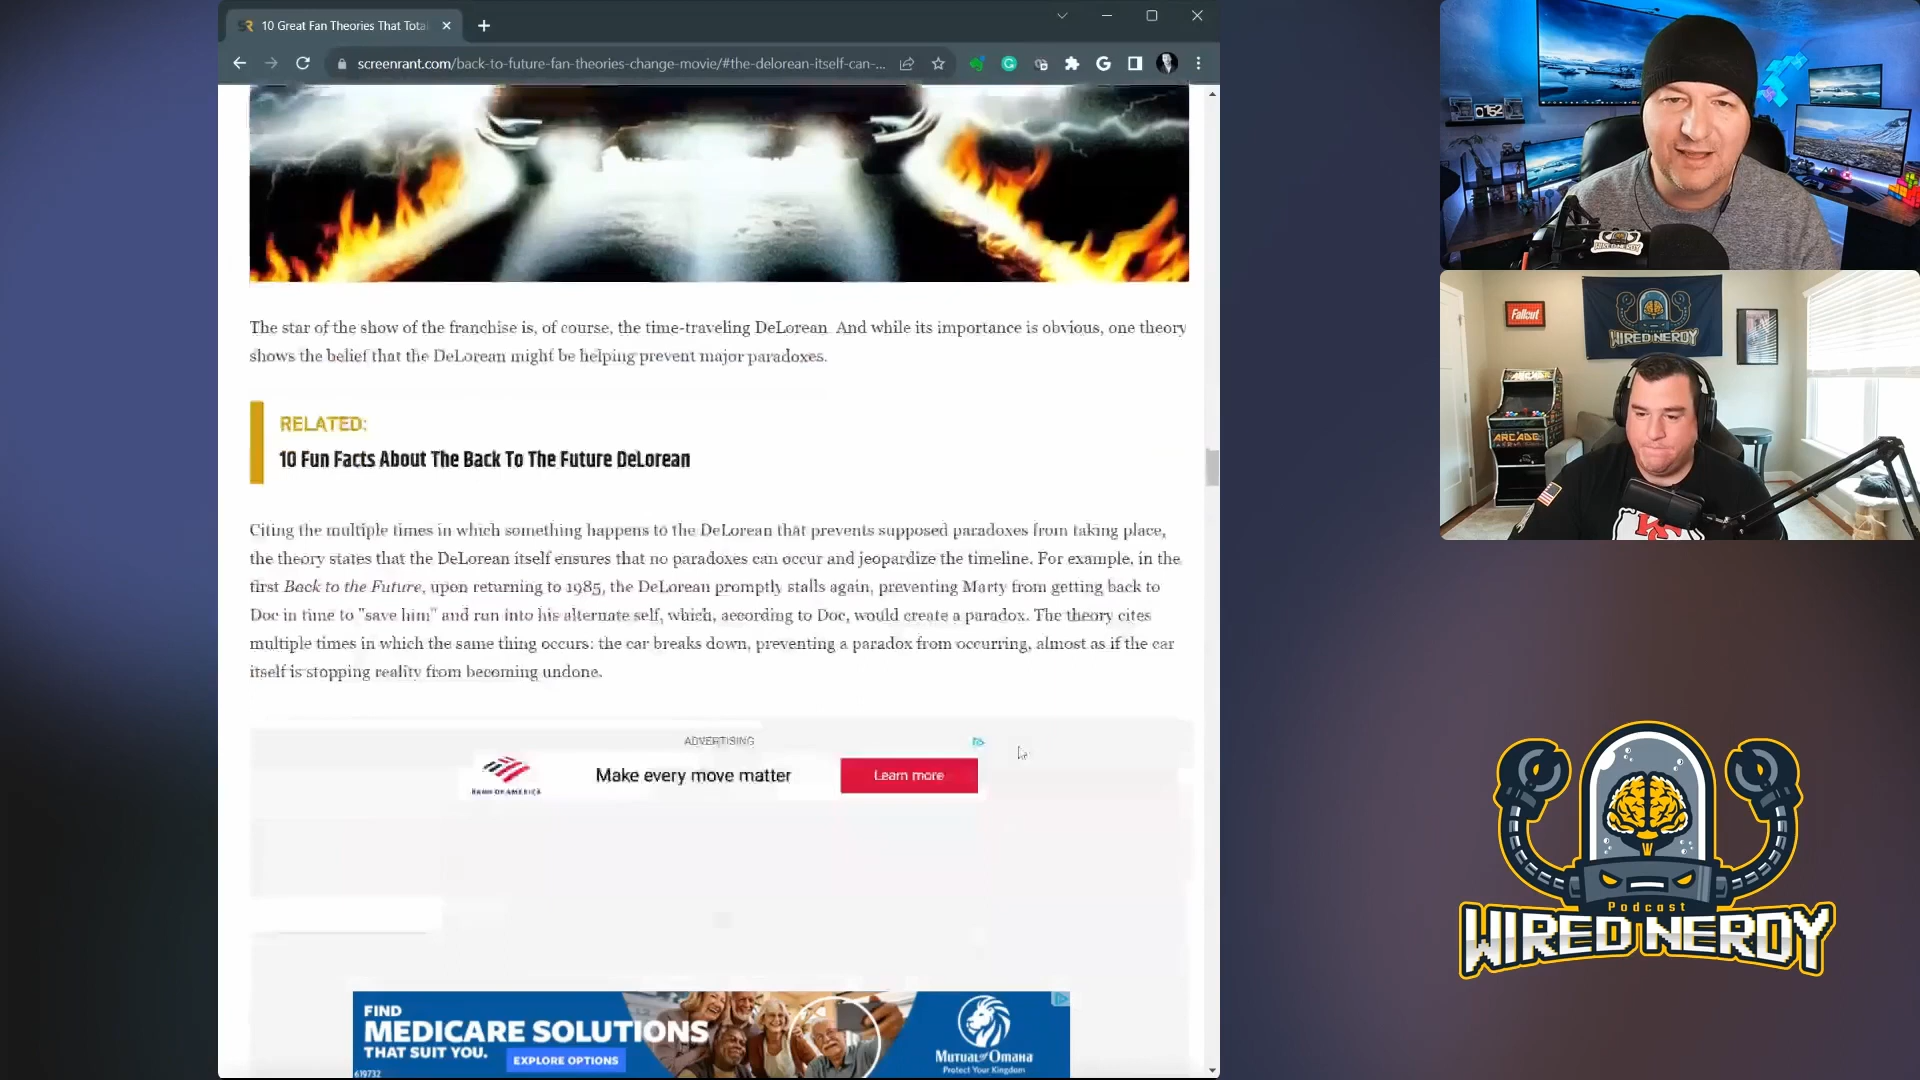 10 Great Fan Theories That Tota
screenrant.com/back-to-future-fan-theories-change-movie/#the-delorean-itself-can-...
The star of the show of the franchise is, of course, the time-traveling DeLorean. And while its importance is obvious, one theory
shows the belief that the DeLorean might be helping prevent major paradoxes.
RELATED:
10 Fun Facts About The Back To The Future DeLorean
Citing the multiple times in which something happens to the DeLorean that prevents supposed paradoxes from taking place,
the theory states that the DeLorean itself ensures that no paradoxes can occur and jeopardize the timeline. For example, in the
first Back to the Future, upon returning to 1985, the DeLorean promptly stalls again, preventing Marty from getting back to
Doc in time to "save him" and run into his alternate self, which, according to Doc, would create a paradox. The theory cites
multiple times in which the same thing occurs: the car breaks down, preventing a paradox from occurring, almost as if the car
itself is stopping reality from becoming undone.
ADVERTISING
BANK OF AMERICA
Make every move matter
Learn more
FIND
MEDICARE SOLUTIONS
THAT SUIT YOU.
EXPLORE OPTIONS
619732
Mutual of Omaha
Protect Your Kingdom
WIRED NERDY
Fallout
WIRED NERDY
ARCADE
ARCADE
KC
Podcast
WIRED NERDY